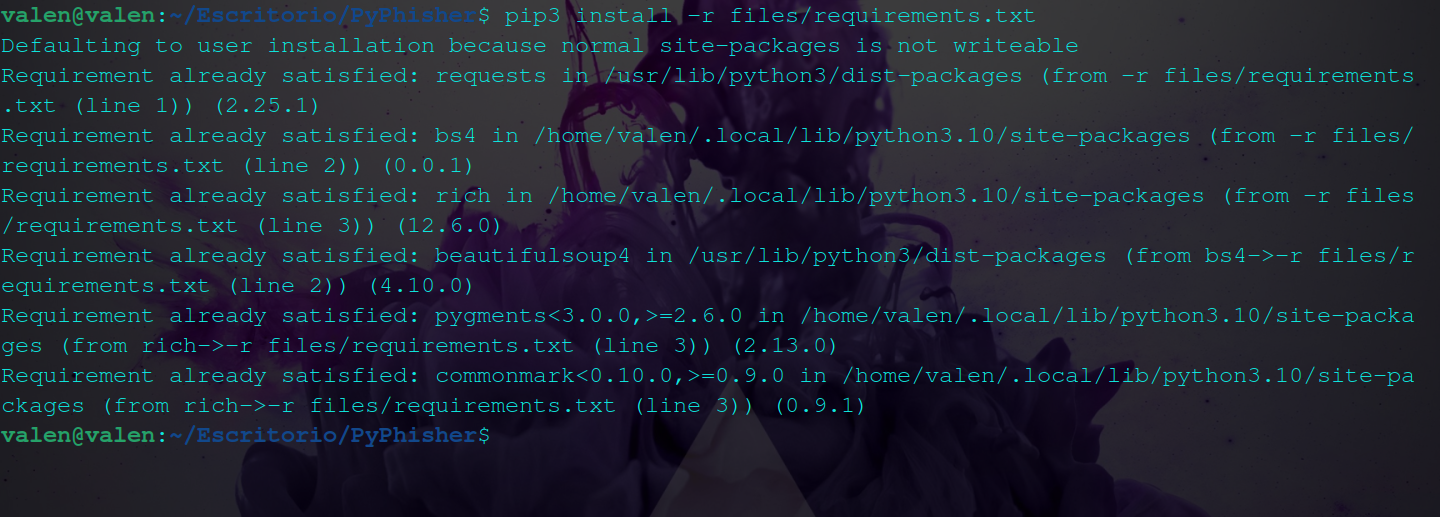 valen@valen:~/Escritorio/PyPhisher$ pip3 install -r files/requirements.txt
Defaulting to user installation because normal site-packages is not writeable
Requirement already satisfied: requests in /usr/lib/python3/dist-packages (from -r files/requirements
.txt (line 1)) (2.25.1)
Requirement already satisfied: bs4 in /home/valen/.local/lib/python3.10/site-packages (from -r files/
requirements.txt (line 2)) (0.0.1)
Requirement already satisfied: rich in /home/valen/.local/lib/python3.10/site-packages (from -r files
/requirements.txt (line 3)) (12.6.0)
Requirement already satisfied: beautifulsoup4 in /usr/lib/python3/dist-packages (from bs4->-r files/r
equirements.txt (line 2)) (4.10.0)
Requirement already satisfied: pygments<3.0.0,>=2.6.0 in /home/valen/.local/lib/python3.10/site-packa
ges (from rich->-r files/requirements.txt (line 3)) (2.13.0)
Requirement already satisfied: commonmark<0.10.0,>=0.9.0 in /home/valen/.local/lib/python3.10/site-pa
ckages (from rich->-r files/requirements.txt (line 3)) (0.9.1)
valen@valen:~/Escritorio/PyPhisher$